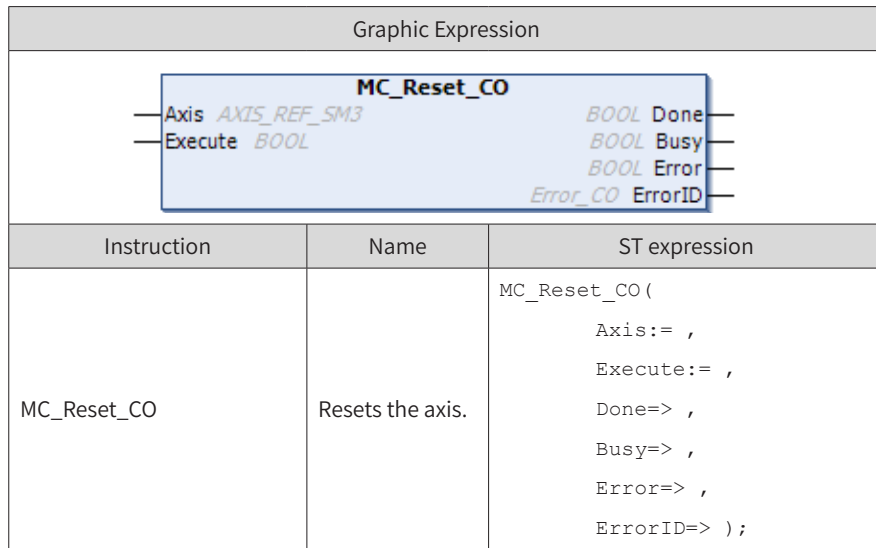 Graphic Expression
MC_Reset_CO
Axis AXIS_REF_SM3 BOOL Done
Execute BOOL BOOL Busy
BOOL Error
Error_CO ErrorID
Instruction Name ST expression
MC_Reset_CO(
Axis:= ,
Execute:= ,
MC_Reset_CO Resets the axis. Done=> ,
Busy=> ,
Error=> ,
ErrorID=> );